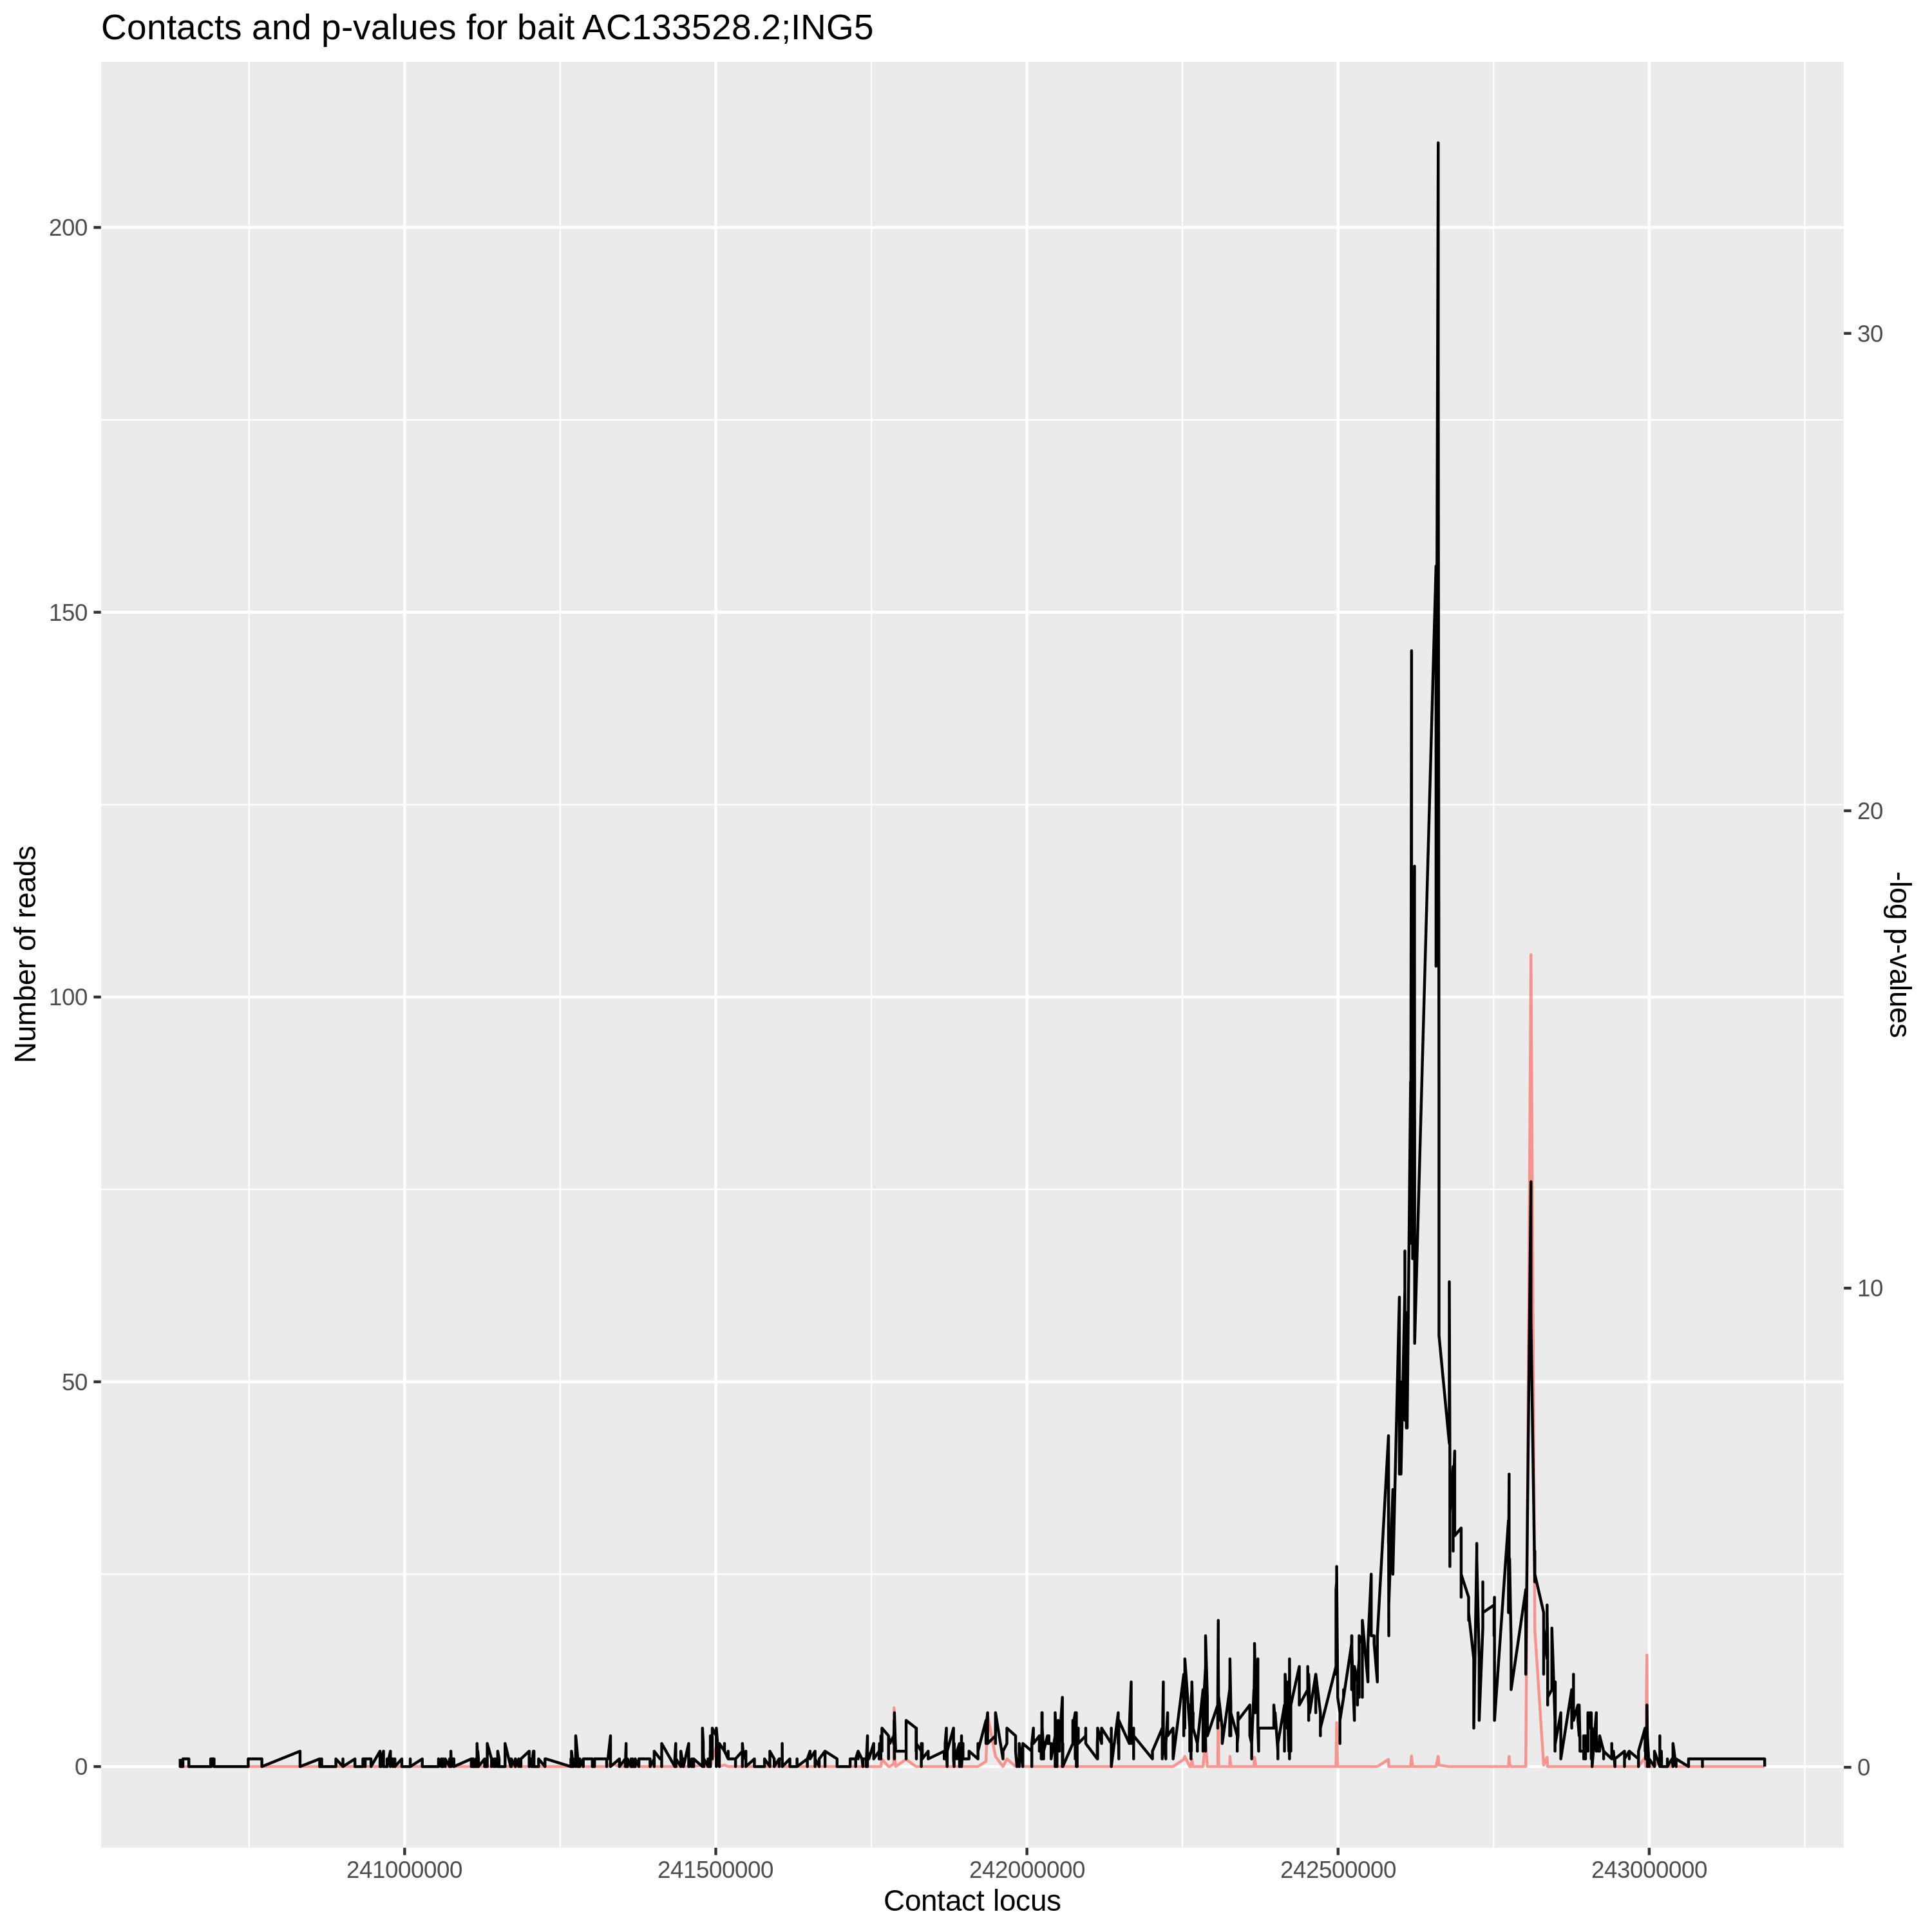 Contacts and p-values for bait AC133528.2;ING5
Number of reads
200
150
100
50
0
30
20
10
0
-log p-values
241000000 241500000 242000000 242500000 243000000
Contact locus